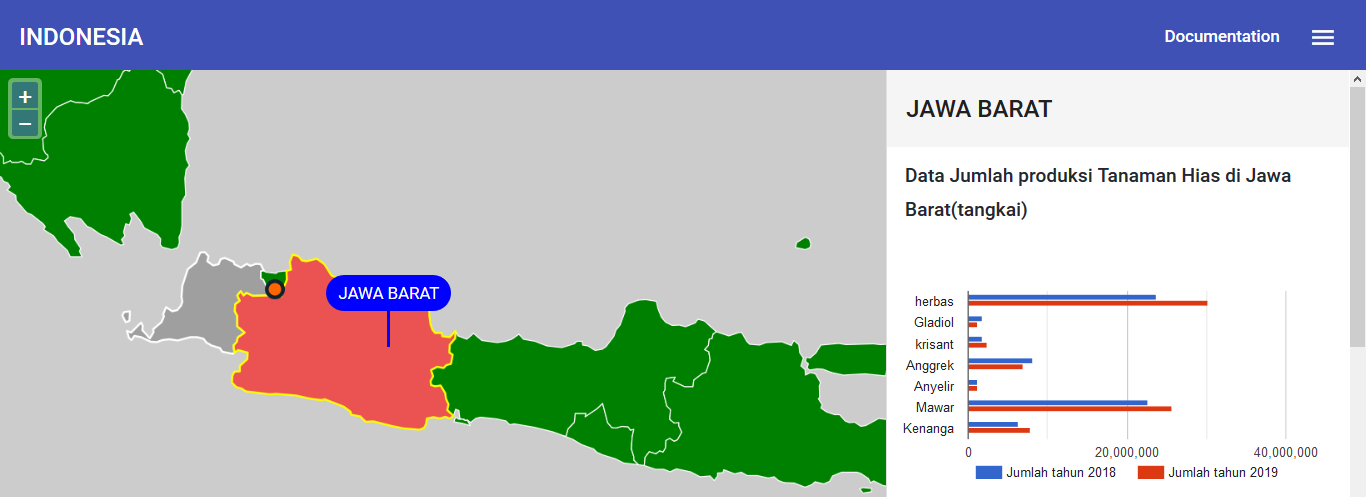 INDONESIA
Documentation
+
−
JAWA BARAT
JAWA BARAT
Data Jumlah produksi Tanaman Hias di Jawa
Barat(tangkai)
herbas
Gladiol
krisant
Anggrek
Anyelir
Mawar
Kenanga
0 20,000,000 40,000,000
Jumlah tahun 2018 Jumlah tahun 2019